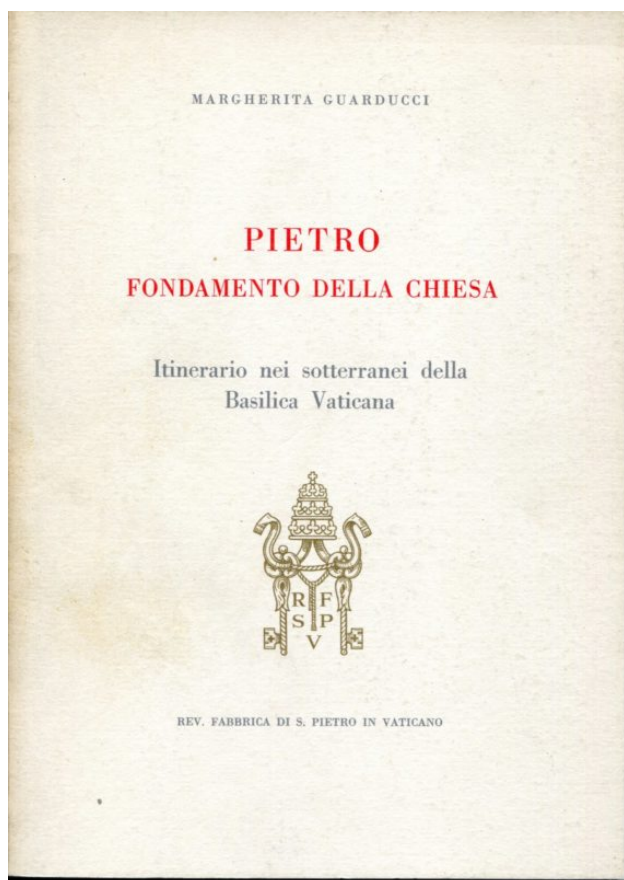 MARGHERITA GUARDUCCI
PIETRO
FONDAMENTO DELLA CHIESA
Itinerario nei sotterranei della
Basilica Vaticana
R F
S P
V
REV. FABBRICA DI S. PIETRO IN VATICANO